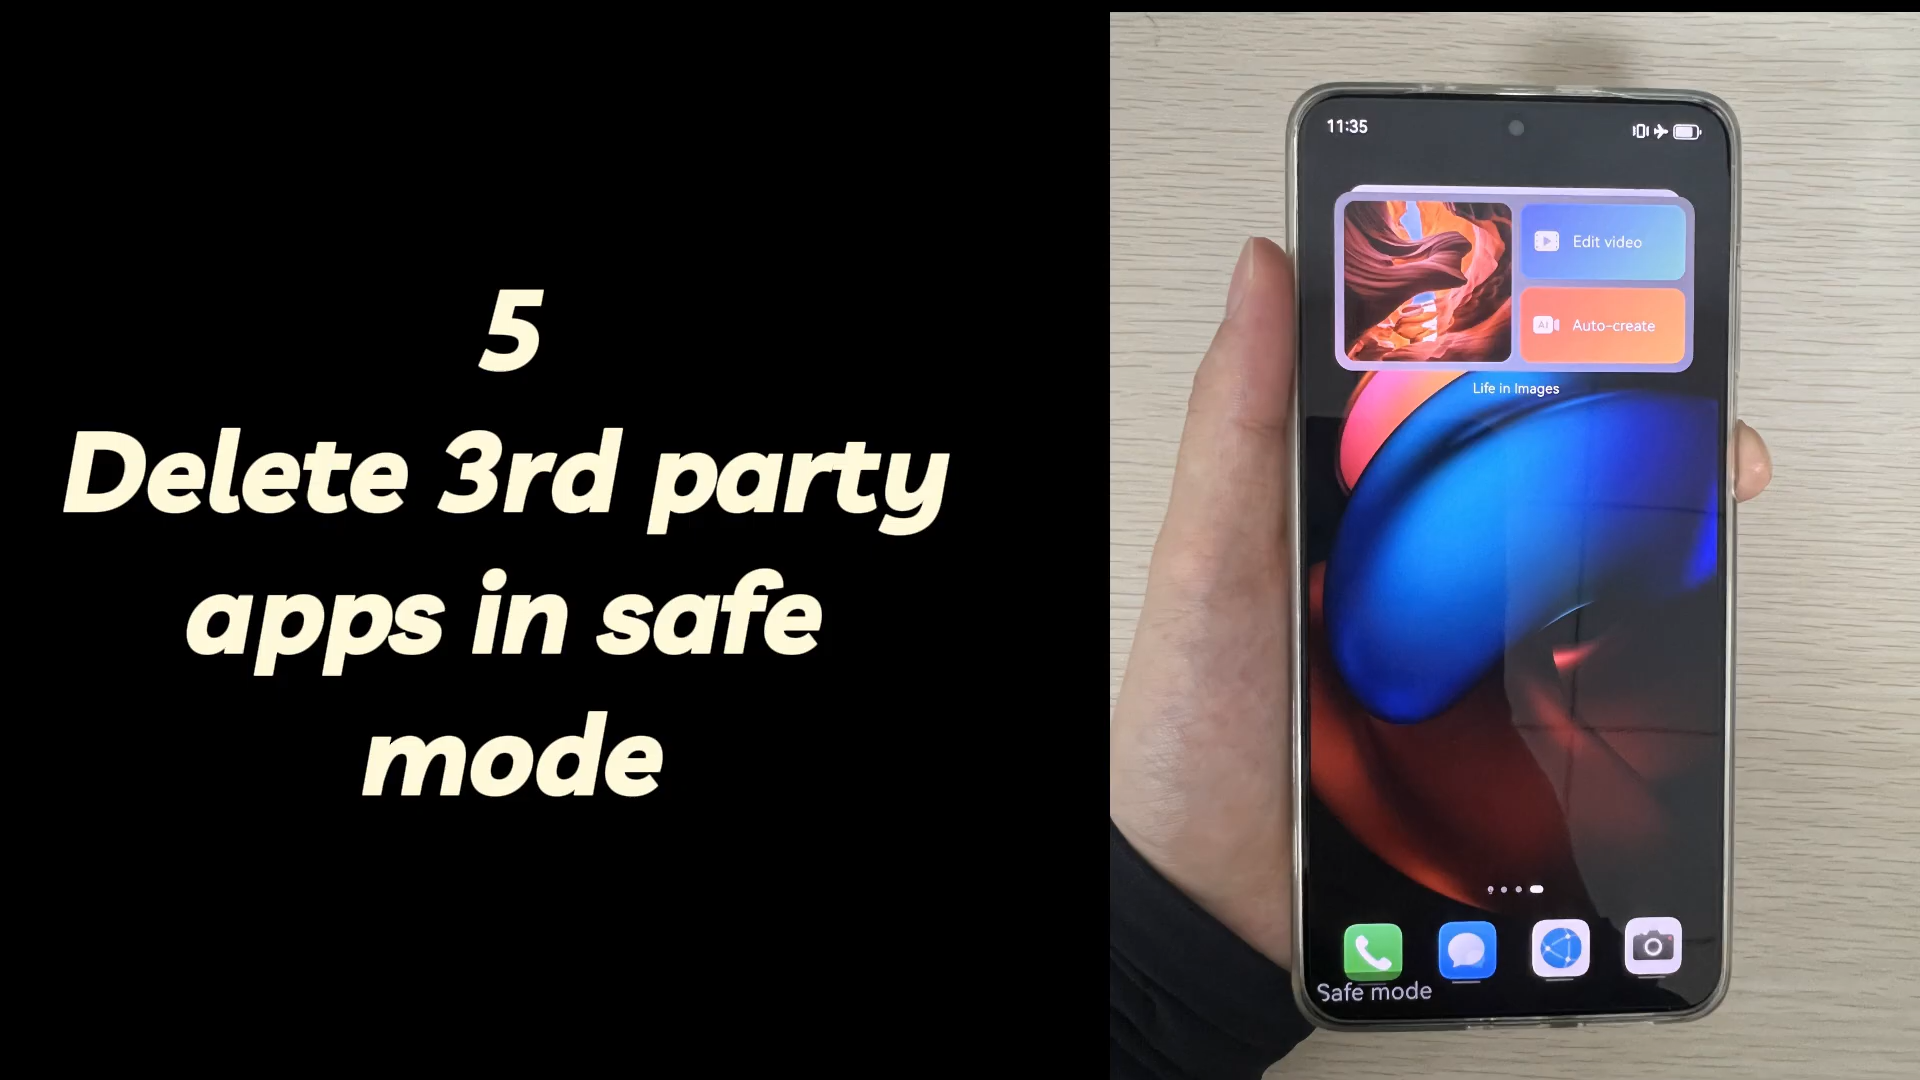 5
Delete 3rd party
apps in safe
mode
11:35
Edit video
AI
Auto-create
Life in Images
Safe mode